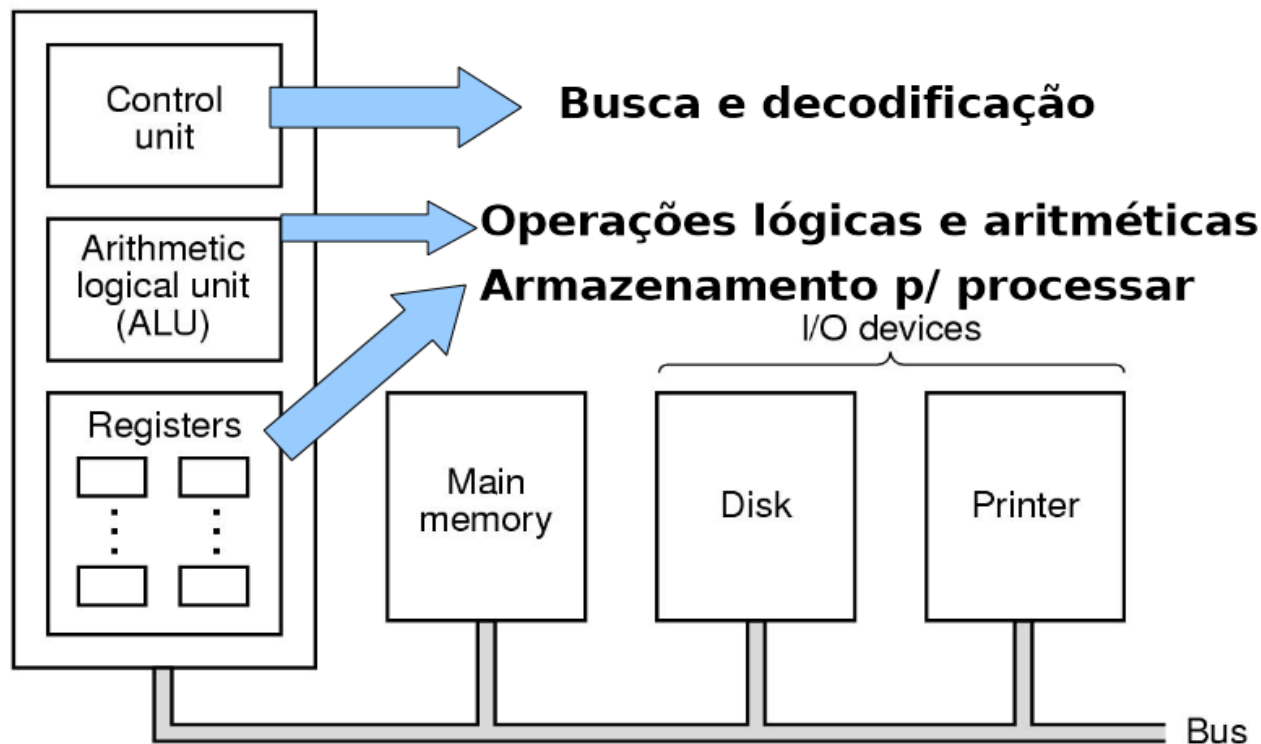 Control
unit
Busca e decodificação
Arithmetic
logical unit
(ALU)
Operações lógicas e aritméticas
Armazenamento p/ processar
I/O devices
Registers
Main
memory
Disk
Printer
Bus